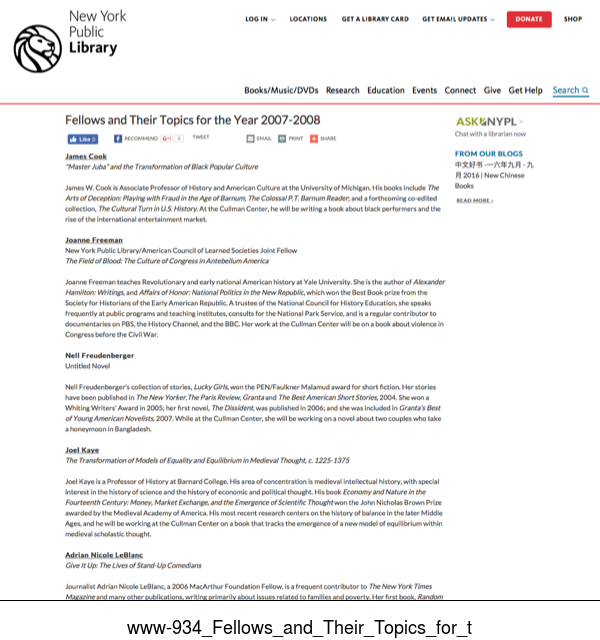 New York
Public
Library
LOG IN LOCATIONS GET A LIBRARY CARD GET EMAIL UPDATES DONATE SHOP
Books/Music/DVDs Research Education Events Connect Give Get Help Search
Fellows and Their Topics for the Year 2007-2008
Like 0 RECOMMEND G+1 0 TWEET EMAIL PRINT SHARE
ASK NYPL
Chat with a librarian now
FROM OUR BLOGS
中文好书 - 一六年九 - 九
月 2016 | New Chinese
Books
READ MORE ›
James Cook
"Master Juba" and the Transformation of Black Popular Culture
James W. Cook is Associate Professor of History and American Culture at the University of Michigan. His books include The
Arts of Deception: Playing with Fraud in the Age of Barnum, The Colossal P. T. Barnum Reader, and a forthcoming co-edited
collection, The Cultural Turn in U.S. History. At the Cullman Center, he will be writing a book about black performers and the
rise of the international entertainment market.
Joanne Freeman
New York Public Library/American Council of Learned Societies Joint Fellow
The Field of Blood: The Culture of Congress in Antebellum America
Joanne Freeman teaches Revolutionary and early national American history at Yale University. She is the author of Alexander
Hamilton: Writings, and Affairs of Honor: National Politics in the New Republic, which won the Best Book prize from the
Society for Historians of the Early American Republic. A trustee of the National Council for History Education, she speaks
frequently at public programs and teaching institutes, consults for the National Park Service, and is a regular contributor to
documentaries on PBS, the History Channel, and the BBC. Her work at the Cullman Center will be on a book about violence in
Congress before the Civil War.
Nell Freudenberger
Untitled Novel
Nell Freudenberger's collection of stories, Lucky Girls, won the PEN/Faulkner Malamud award for short fiction. Her stories
have been published in The New Yorker, The Paris Review, Granta and The Best American Short Stories, 2004. She won a
Whiting Writers' Award in 2005; her first novel, The Dissident, was published in 2006; and she was included in Granta's Best
of Young American Novelists, 2007. While at the Cullman Center, she will be working on a novel about two couples who take
a honeymoon in Bangladesh.
Joel Kaye
The Transformation of Models of Equality and Equilibrium in Medieval Thought, c. 1225-1375
Joel Kaye is a Professor of History at Barnard College. His area of concentration is medieval intellectual history, with special
interest in the history of science and the history of economic and political thought. His book Economy and Nature in the
Fourteenth Century: Money, Market Exchange, and the Emergence of Scientific Thought won the John Nicholas Brown Prize
awarded by the Medieval Academy of America. His most recent research centers on the history of balance in the later Middle
Ages, and he will be working at the Cullman Center on a book that tracks the emergence of a new model of equilibrium within
medieval scholastic thought.
Adrian Nicole LeBlanc
Give It Up: The Lives of Stand-Up Comedians
Journalist Adrian Nicole LeBlanc, a 2006 MacArthur Foundation Fellow, is a frequent contributor to The New York Times
Magazine and many other publications, writing primarily about issues related to families and poverty. Her first book, Random
www-934_Fellows_and_Their_Topics_for_t